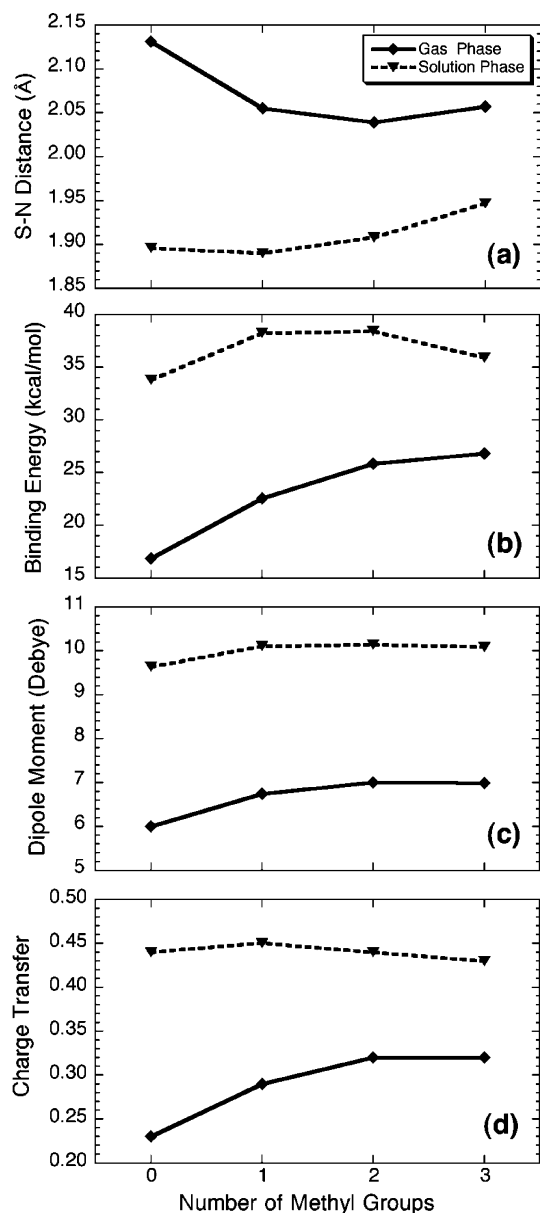 2.15
2.10
2.05
2.00
1.95
1.90
1.85
S-N Distance (Å)
Gas Phase
Solution Phase
(a)
40
35
30
25
20
15
Binding Energy (kcal/mol)
(b)
11
10
9
8
7
6
5
Dipole Moment (Debye)
(c)
0.50
0.45
0.40
0.35
0.30
0.25
0.20
Charge Transfer
(d)
0 1 2 3
Number of Methyl Groups